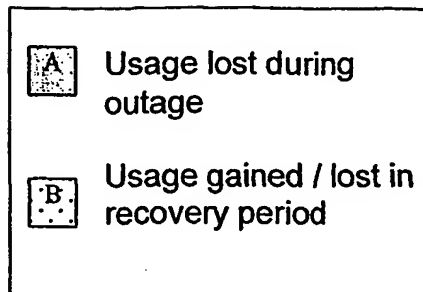 A Usage lost during
outage
B Usage gained / lost in
recovery period